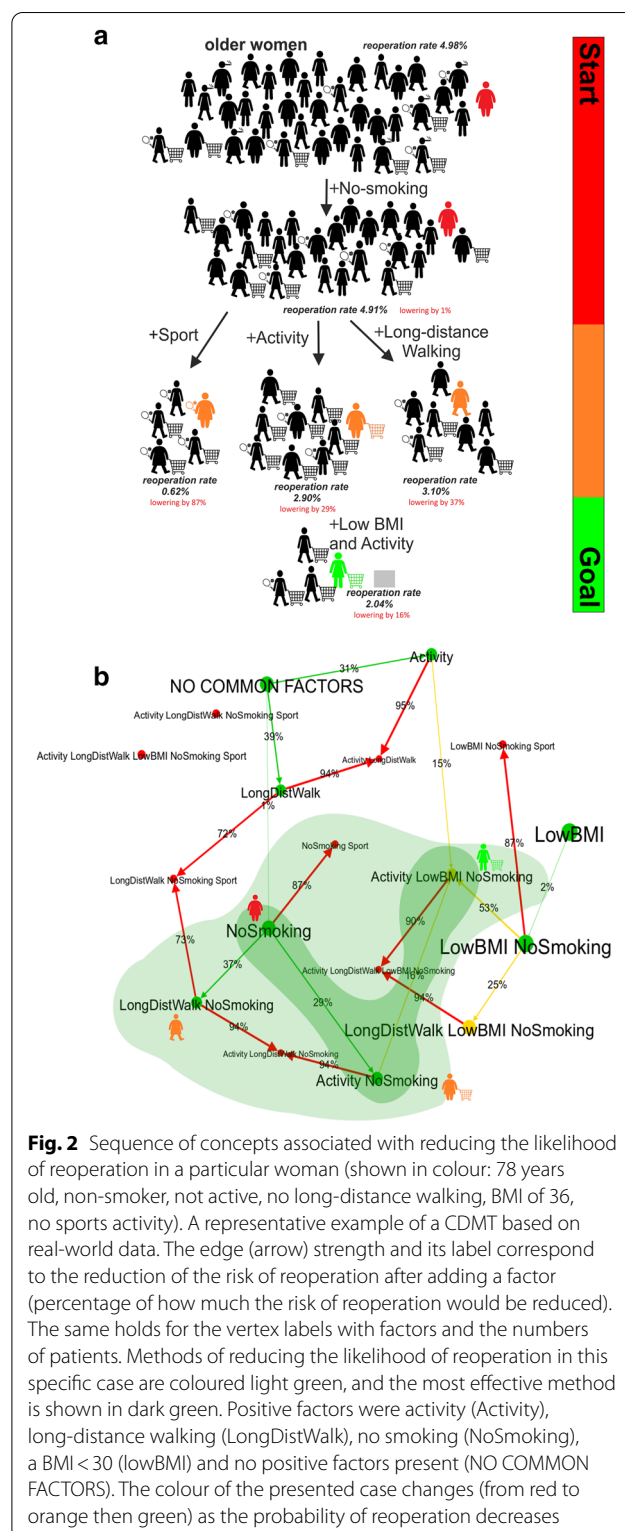 a
older women
reoperation rate 4.98%
Start
+No-smoking
reoperation rate 4.91% lowering by 1%
+Sport
+Activity
+Long-distance
Walking
reoperation rate
0.62%
lowering by 87%
reoperation rate
2.90%
lowering by 29%
reoperation rate
3.10%
lowering by 37%
+Low BMI
and Activity
Goal
reoperation rate
2.04%
lowering by 16%
b
Activity
31%
NO COMMON FACTORS
Activity LongDistWalk NoSmoking Sport
95%
39%
LowBMI NoSmoking Sport
Activity LongDistWalk LowBMI NoSmoking Sport
Activity LongDistWalk
15%
94%
LongDistWalk
1%
72%
LowBMI
87%
NoSmoking Sport
LongDistWalk NoSmoking Sport
Activity LowBMI NoSmoking
87%
2%
53%
90%
NoSmoking
LowBMI NoSmoking
73%
37%
Activity LongDistWalk LowBMI NoSmoking
16%
25%
94%
LongDistWalk NoSmoking
29%
LongDistWalk LowBMI NoSmoking
94%
Activity LongDistWalk NoSmoking
94%
Activity NoSmoking
Fig. 2 Sequence of concepts associated with reducing the likelihood
of reoperation in a particular woman (shown in colour: 78 years
old, non-smoker, not active, no long-distance walking, BMI of 36,
no sports activity). A representative example of a CDMT based on
real-world data. The edge (arrow) strength and its label correspond
to the reduction of the risk of reoperation after adding a factor
(percentage of how much the risk of reoperation would be reduced).
The same holds for the vertex labels with factors and the numbers
of patients. Methods of reducing the likelihood of reoperation in this
specific case are coloured light green, and the most effective method
is shown in dark green. Positive factors were activity (Activity),
long-distance walking (LongDistWalk), no smoking (NoSmoking),
a BMI < 30 (lowBMI) and no positive factors present (NO COMMON
FACTORS). The colour of the presented case changes (from red to
orange then green) as the probability of reoperation decreases